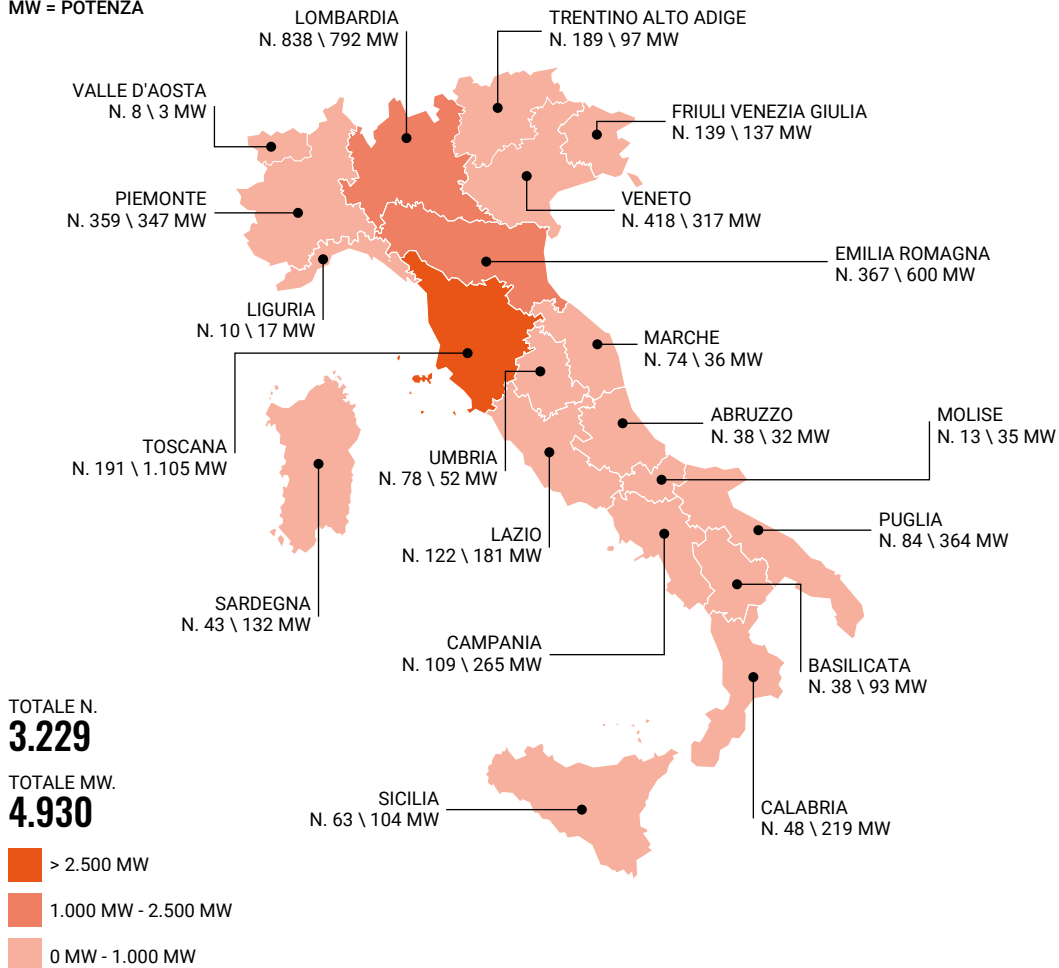 MW = POTENZA
LOMBARDIA
N. 838 \ 792 MW
TRENTINO ALTO ADIGE
N. 189 \ 97 MW
VALLE D'AOSTA
N. 8 \ 3 MW
FRIULI VENEZIA GIULIA
N. 139 \ 137 MW
PIEMONTE
N. 359 \ 347 MW
VENETO
N. 418 \ 317 MW
EMILIA ROMAGNA
N. 367 \ 600 MW
LIGURIA
N. 10 \ 17 MW
MARCHE
N. 74 \ 36 MW
ABRUZZO
N. 38 \ 32 MW
MOLISE
N. 13 \ 35 MW
TOSCANA
N. 191 \ 1.105 MW
UMBRIA
N. 78 \ 52 MW
LAZIO
N. 122 \ 181 MW
PUGLIA
N. 84 \ 364 MW
SARDEGNA
N. 43 \ 132 MW
CAMPANIA
N. 109 \ 265 MW
BASILICATA
N. 38 \ 93 MW
TOTALE N.
3.229
TOTALE MW.
4.930
SICILIA
N. 63 \ 104 MW
CALABRIA
N. 48 \ 219 MW
> 2.500 MW
1.000 MW - 2.500 MW
0 MW - 1.000 MW